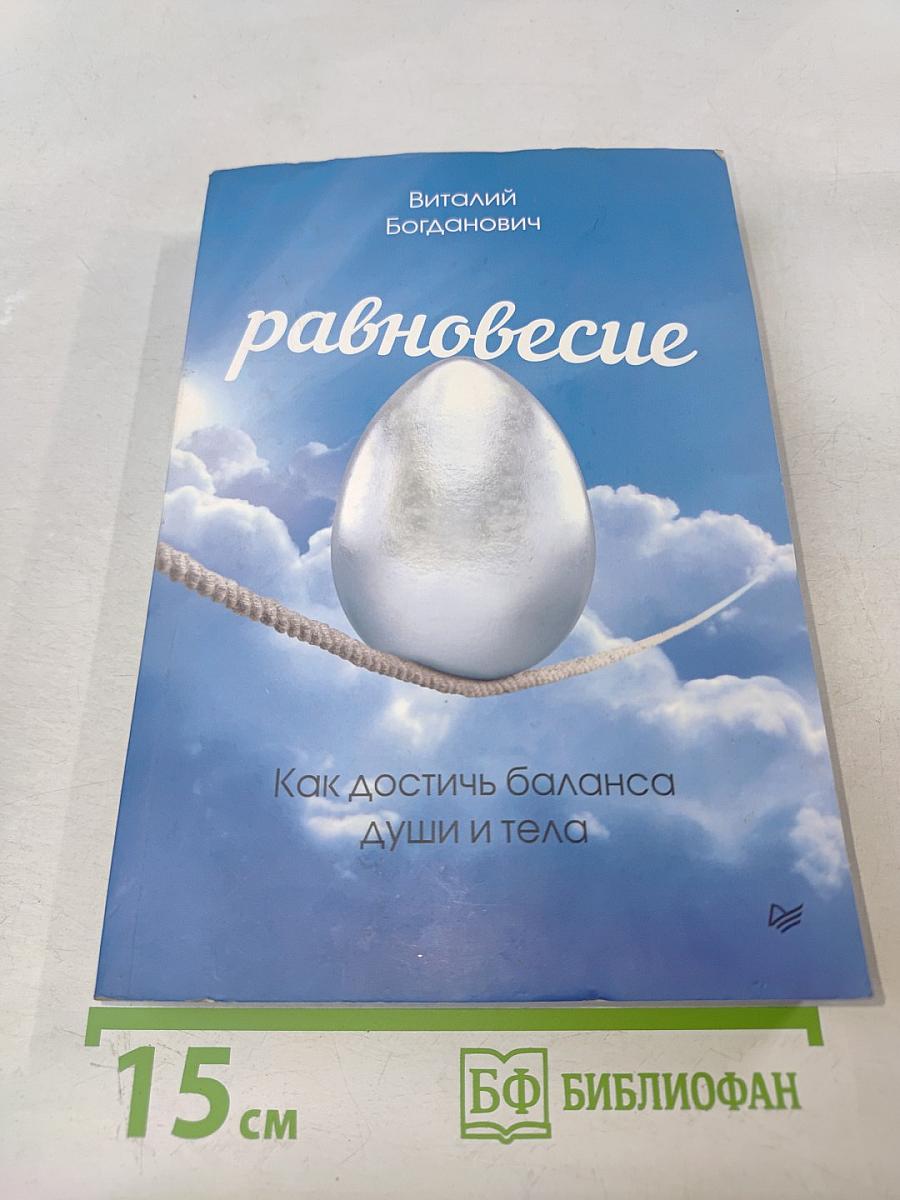 Виталий
Богданович
равновесие
Как достичь баланса
души и тела
15 см
БФ БИБЛИОФАН